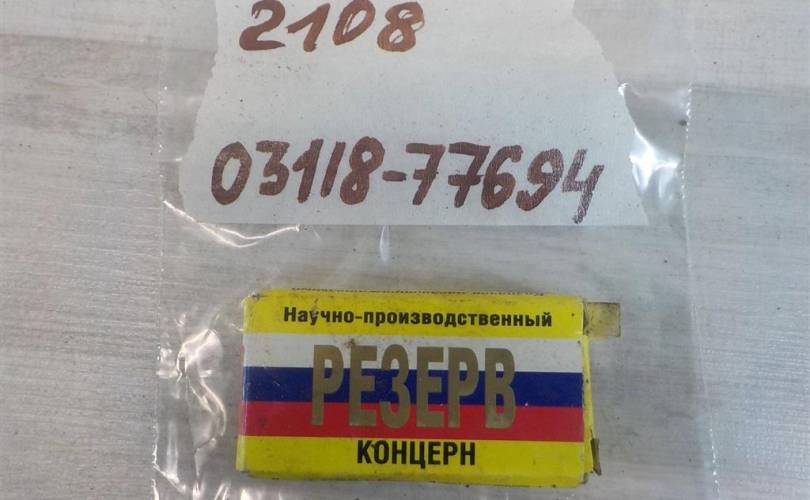 2108
03118-77694
Научно-производственный
РЕЗЕРВ
КОНЦЕРН